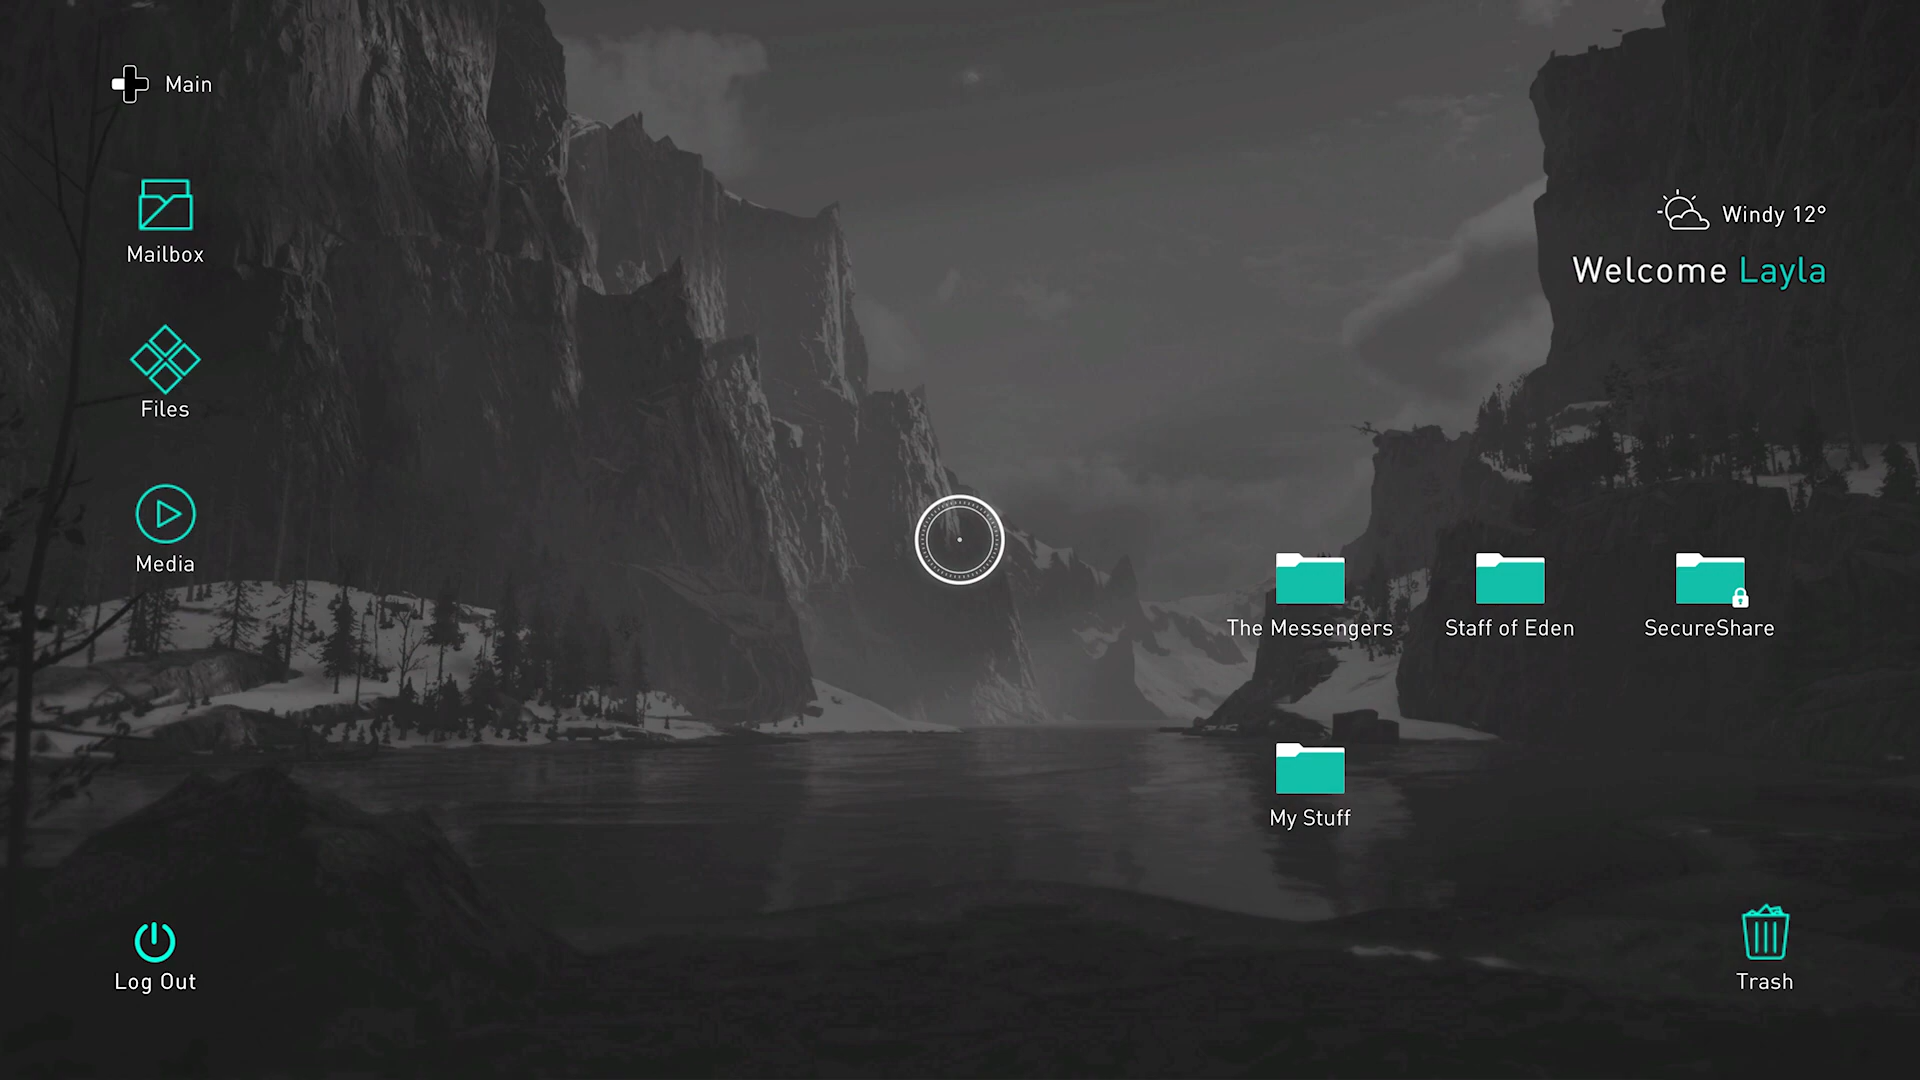 Main
Mailbox
Files
Media
Windy 12°
Welcome Layla
The Messengers
Staff of Eden
SecureShare
My Stuff
Log Out
Trash